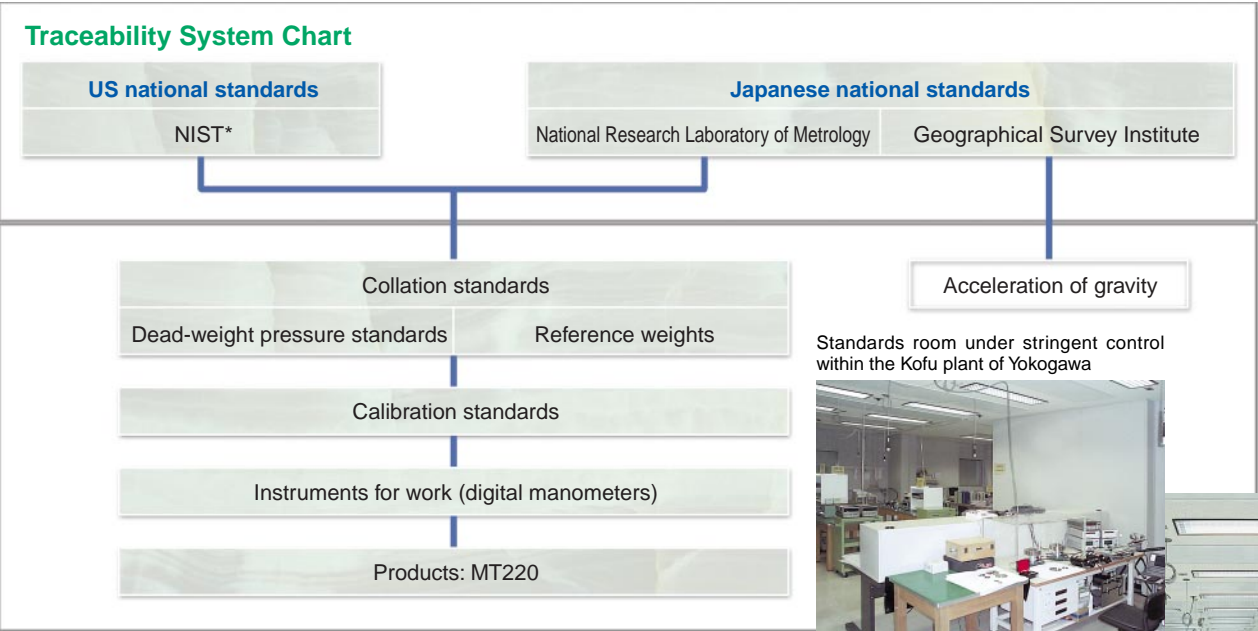 Traceability System Chart
US national standards
NIST*
Japanese national standards
National Research Laboratory of Metrology
Geographical Survey Institute
Collation standards
Dead-weight pressure standards
Reference weights
Calibration standards
Instruments for work (digital manometers)
Products: MT220
Acceleration of gravity
Standards room under stringent control
within the Kofu plant of Yokogawa